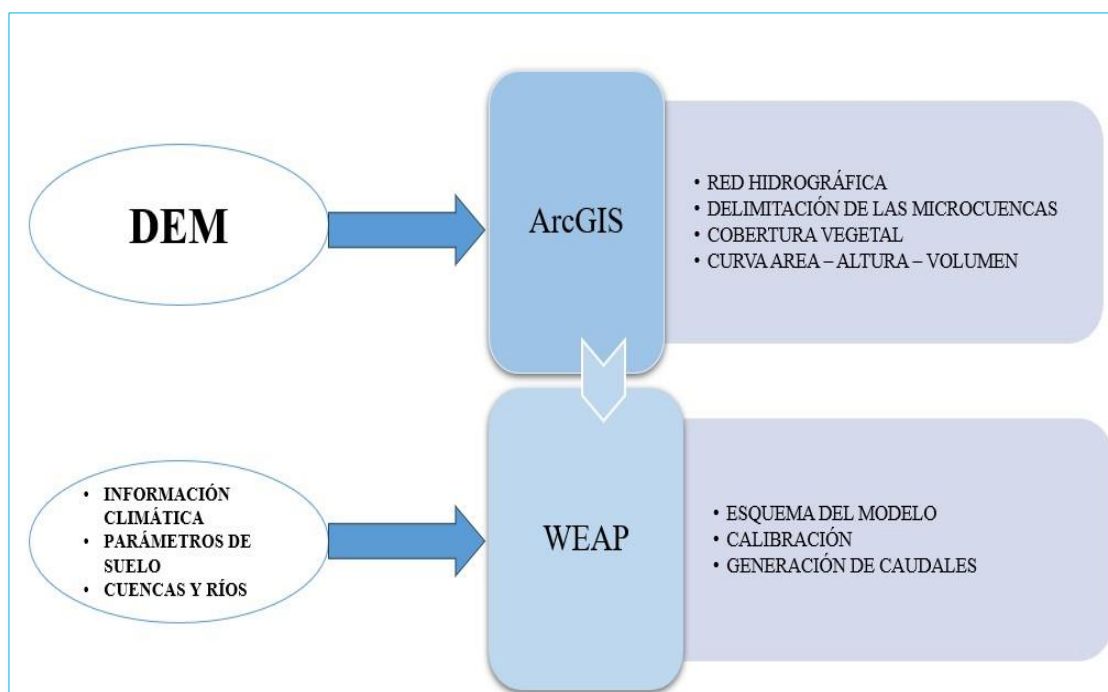 DEM
ArcGIS
• RED HIDROGRÁFICA
• DELIMITACIÓN DE LAS MICROCUENCAS
• COBERTURA VEGETAL
• CURVA AREA – ALTURA – VOLUMEN
• INFORMACIÓN
CLIMÁTICA
• PARÁMETROS DE
SUELO
• CUENCAS Y RÍOS
WEAP
• ESQUEMA DEL MODELO
• CALIBRACIÓN
• GENERACIÓN DE CAUDALES